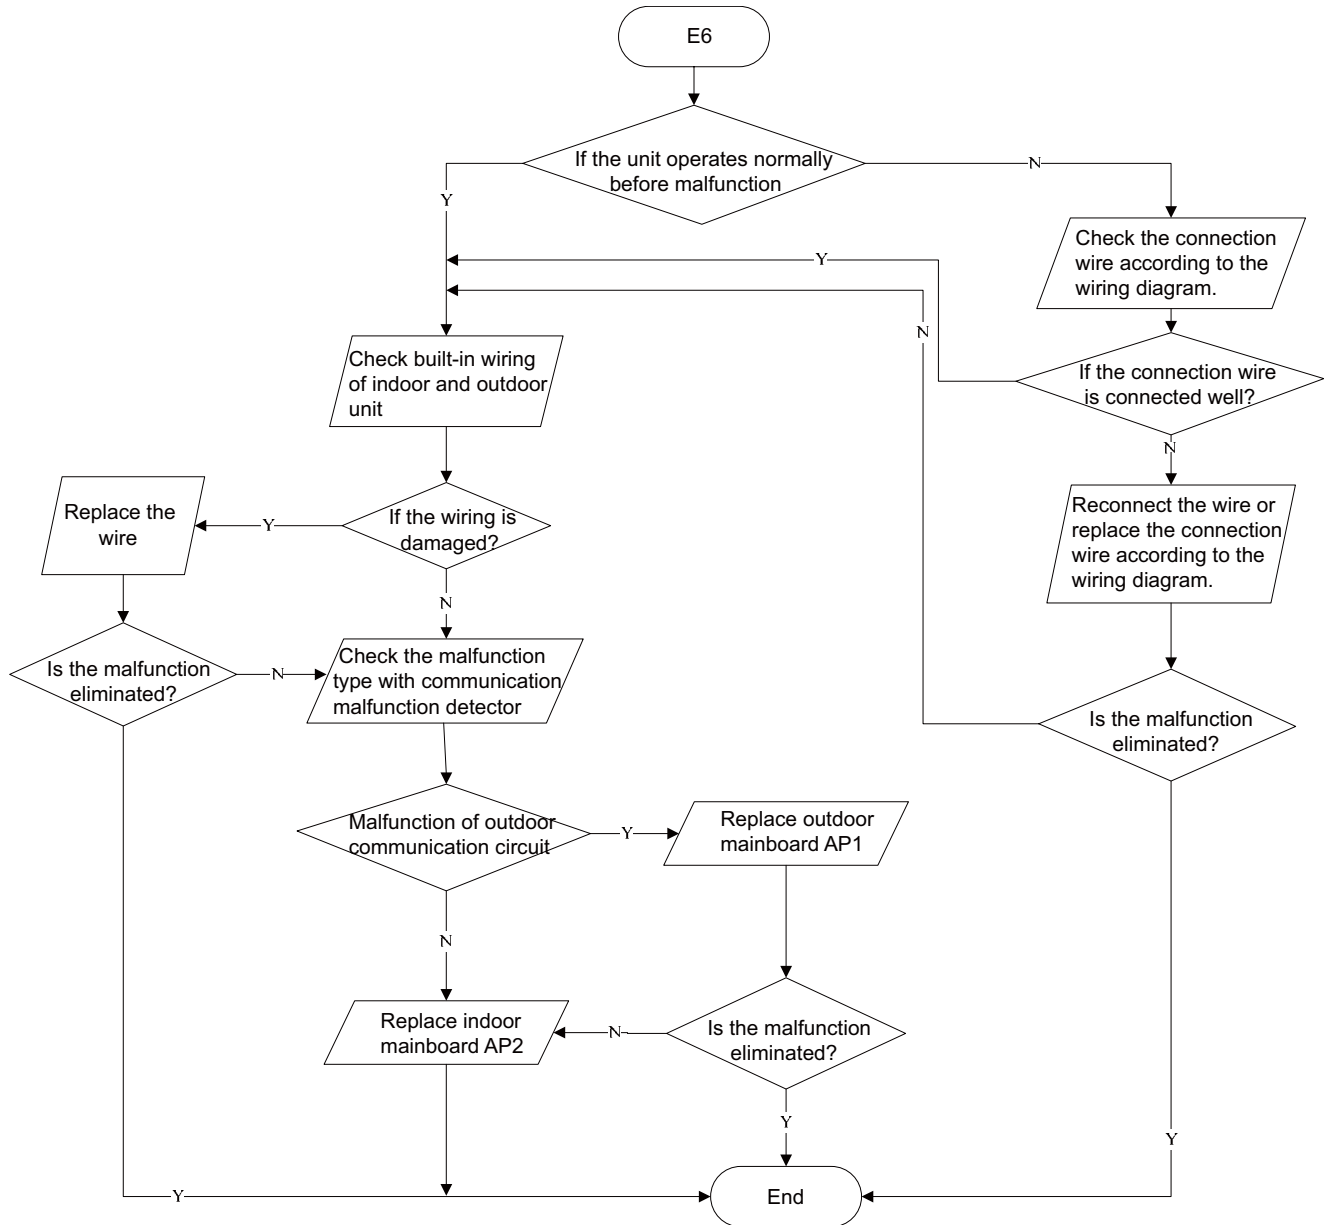 E6
If the unit operates normally
before malfunction
N
Y
Check the connection
wire according to the
wiring diagram.
Y
N
Check built-in wiring
of indoor and outdoor
unit
If the connection wire
is connected well?
N
Replace the
wire
Y
If the wiring is
damaged?
Reconnect the wire or
replace the connection
wire according to the
wiring diagram.
N
Is the malfunction
eliminated?
N
Check the malfunction
type with communication
malfunction detector
Is the malfunction
eliminated?
Malfunction of outdoor
communication circuit
Y
Replace outdoor
mainboard AP1
N
Replace indoor
mainboard AP2
N
Is the malfunction
eliminated?
Y
Y
Y
End